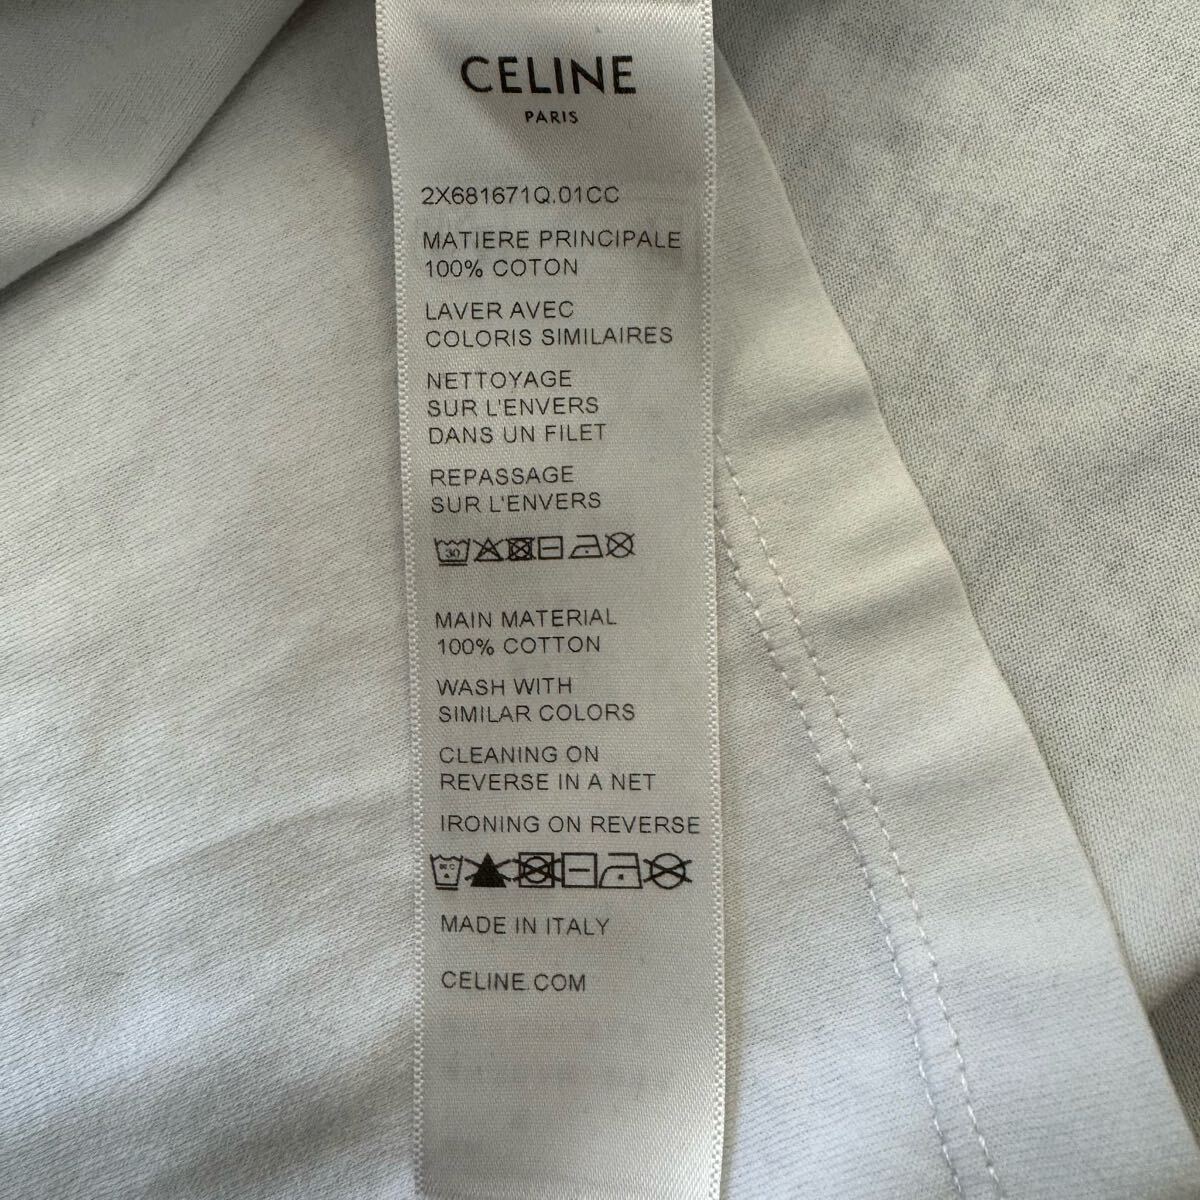 CELINE
PARIS
2X681671Q.01CC
MATIERE PRINCIPALE
100% COTON
LAVER AVEC
COLORIS SIMILAIRES
NETTOYAGE
SUR L'ENVERS
DANS UN FILET
REPASSAGE
SUR L'ENVERS
30
MAIN MATERIAL
100% COTTON
WASH WITH
SIMILAR COLORS
CLEANING ON
REVERSE IN A NET
IRONING ON REVERSE
MADE IN ITALY
CELINE.COM